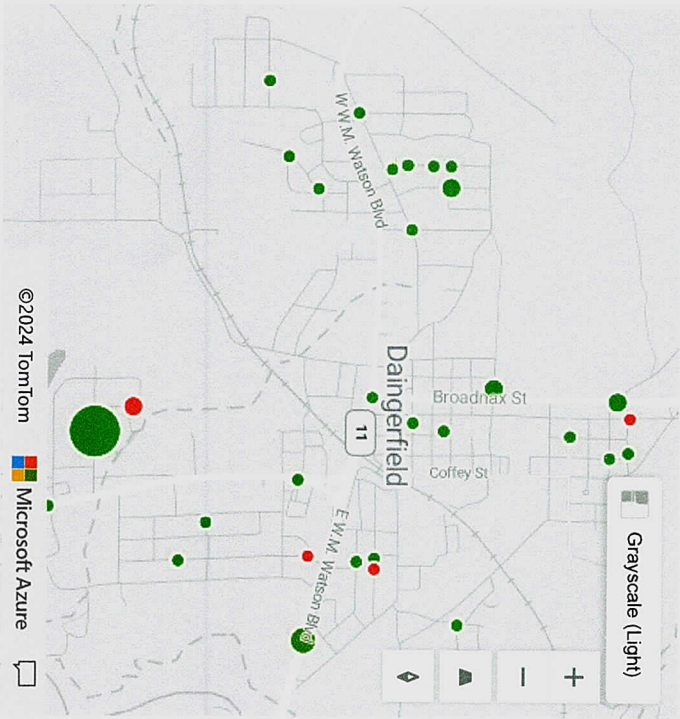 Grayscale (Light)
W W.M. Watson Blvd
Daingerfield
Broadnax St
11
Coffey St
E W.M. Watson Blvd
©2024 TomTom
Microsoft Azure